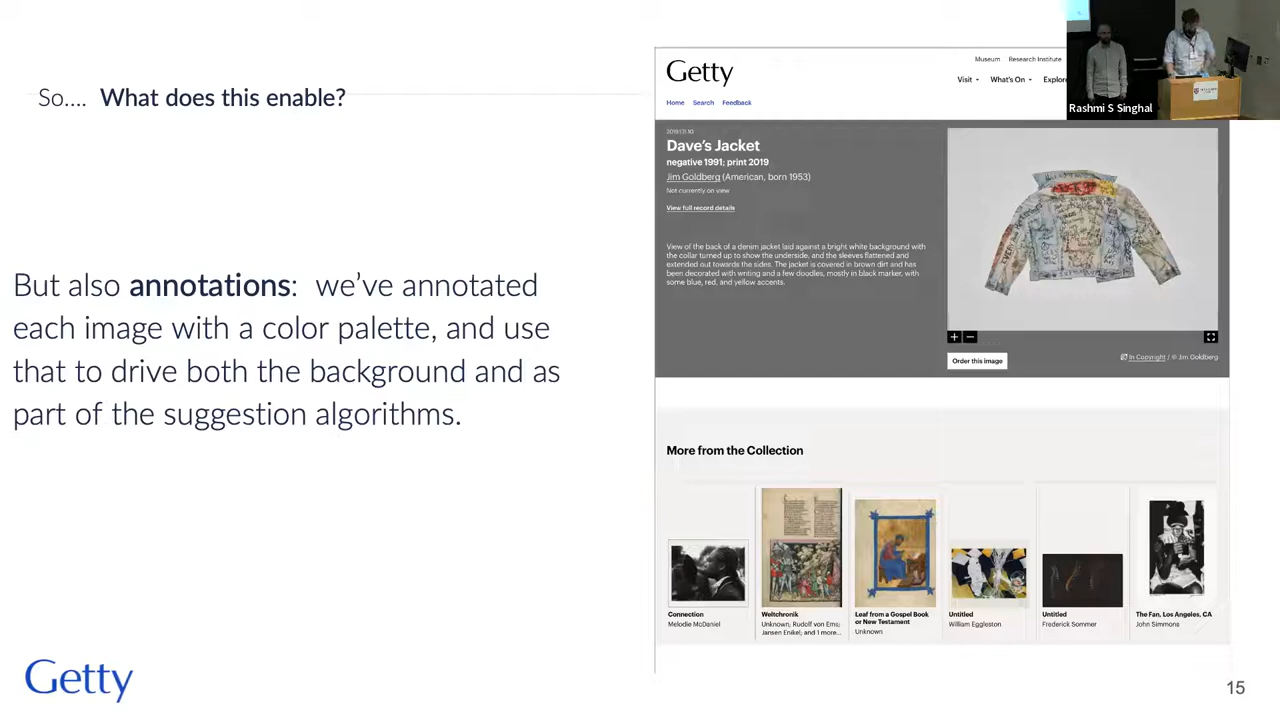 So.... What does this enable?
But also annotations: we've annotated
each image with a color palette, and use
that to drive both the background and as
part of the suggestion algorithms.
Getty
Getty
Museum Research Institute
Visit What's On Explore
Home Search Feedback
2019.131.10
Dave's Jacket
negative 1991; print 2019
Jim Goldberg (American, born 1953)
Not currently on view
View full record details
View of the back of a denim jacket laid against a bright white background with
the collar turned up to show the underside, and the sleeves flattened and
extended out towards the sides. The jacket is covered in brown dirt and has
been decorated with writing and a few doodles, mostly in black marker, with
some blue, red, and yellow accents.
Order this image
In Copyright / © Jim Goldberg
More from the Collection
Connection
Melodie McDaniel
Weltchronik
Unknown; Rudolf von Ems;
Jansen Enikel; and 1 more...
Leaf from a Gospel Book
or New Testament
Unknown
Untitled
William Eggleston
Untitled
Frederick Sommer
The Fan, Los Angeles, CA
John Simmons
Rashmi S Singhal
15